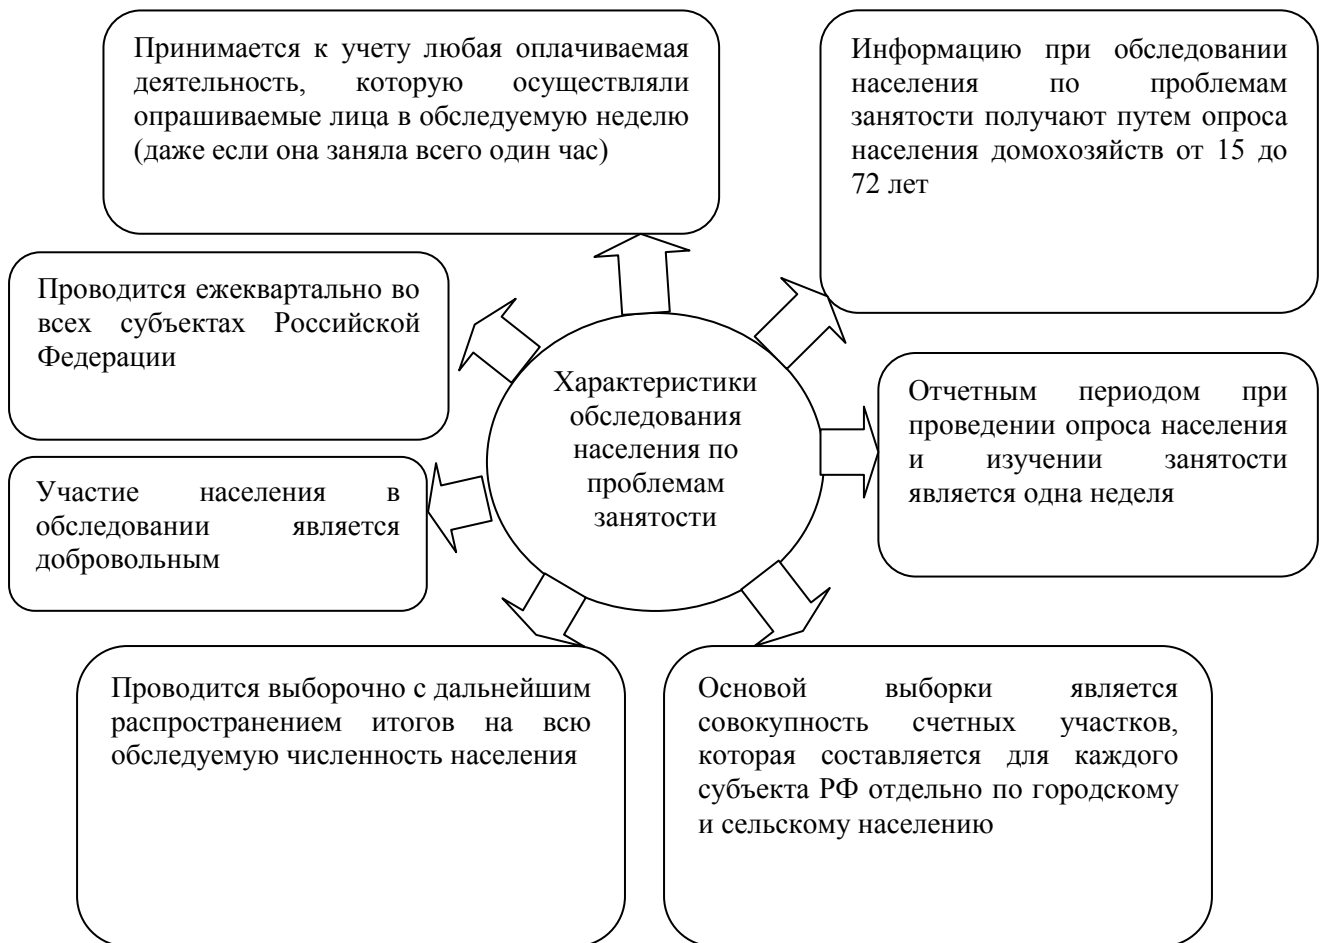 Принимается к учету любая оплачиваемая
деятельность, которую осуществляли
опрашиваемые лица в обследуемую неделю
(даже если она заняла всего один час)
Информацию при обследовании
населения по проблемам
занятости получают путем опроса
населения домохозяйств от 15 до
72 лет
Проводится ежеквартально во
всех субъектах Российской
Федерации
Характеристики
обследования
населения по
проблемам
занятости
Отчетным периодом при
проведении опроса населения
и изучении занятости
является одна неделя
Участие населения в
обследовании является
добровольным
Проводится выборочно с дальнейшим
распространением итогов на всю
обследуемую численность населения
Основой выборки является
совокупность счетных участков,
которая составляется для каждого
субъекта РФ отдельно по городскому
и сельскому населению